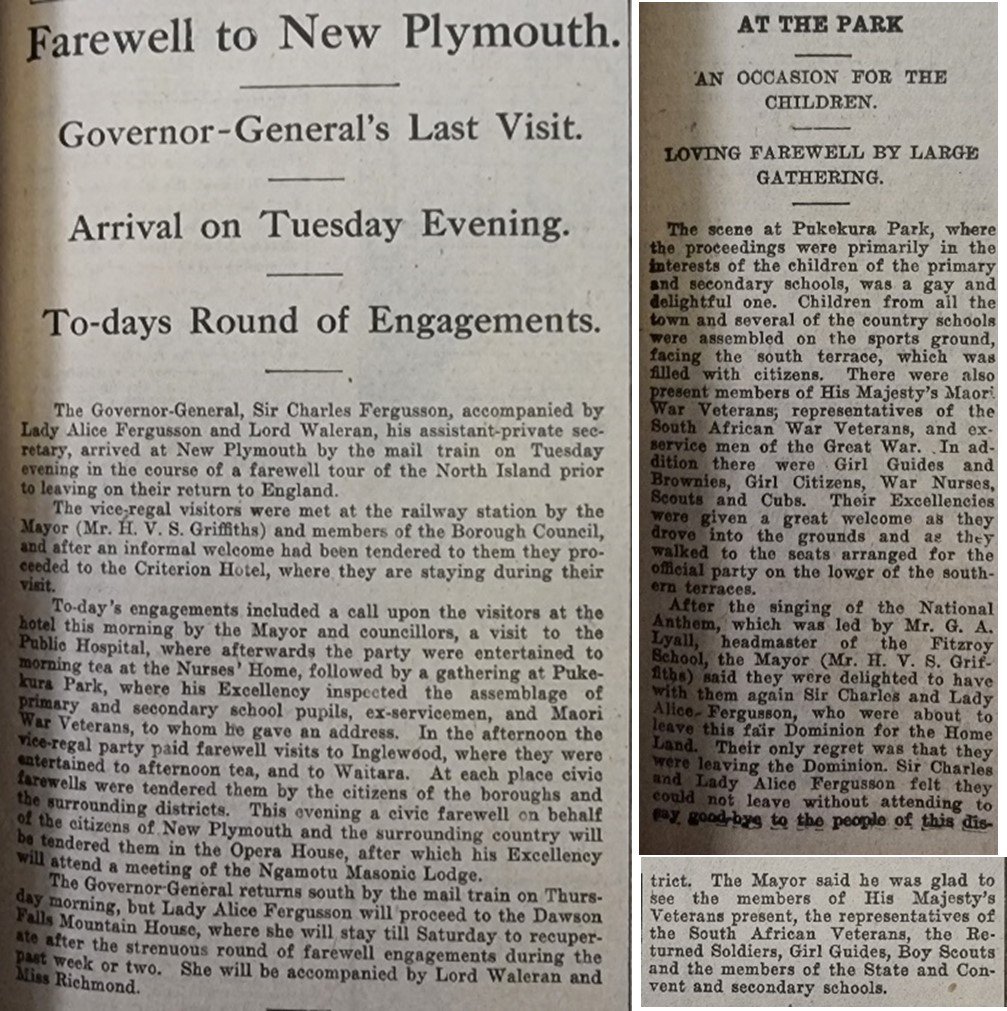 Farewell to New Plymouth.
Governor-General's Last Visit.
Arrival on Tuesday Evening.
To-days Round of Engagements.
The Governor-General, Sir Charles Fergusson, accompanied by
Lady Alice Fergusson and Lord Waleran, his assistant-private sec-
retary, arrived at New Plymouth by the mail train on Tuesday
evening in the course of a farewell tour of the North Island prior
to leaving on their return to England.
The vice-regal visitors were met at the railway station by the
Mayor (Mr. H. V. S. Griffiths) and members of the Borough Council,
and after an informal welcome had been tendered to them they pro-
ceeded to the Criterion Hotel, where they are staying during their
visit.
To-day's engagements included a call upon the visitors at the
hotel this morning by the Mayor and councillors, a visit to the
Public Hospital, where afterwards the party were entertained to
morning tea at the Nurses' Home, followed by a gathering at Puke-
kura Park, where his Excellency inspected the assemblage of
primary and secondary school pupils, ex-servicemen, and Maori
War Veterans, to whom he gave an address. In the afternoon the
vice-regal party paid farewell visits to Inglewood, where they were
entertained to afternoon tea, and to Waitara. At each place civic
farewells were tendered them by the citizens of the boroughs and
the surrounding districts. This evening a civic farewell on behalf
of the citizens of New Plymouth and the surrounding country will
be tendered them in the Opera House, after which his Excellency
will attend a meeting of the Ngamotu Masonic Lodge.
The Governor-General returns south by the mail train on Thurs-
day morning, but Lady Alice Fergusson will proceed to the Dawson
Falls Mountain House, where she will stay till Saturday to recuper-
ate after the strenuous round of farewell engagements during the
past week or two. She will be accompanied by Lord Waleran and
Miss Richmond.
AT THE PARK
AN OCCASION FOR THE
CHILDREN.
LOVING FAREWELL BY LARGE
GATHERING.
The scene at Pukekura Park, where
the proceedings were primarily in the
interests of the children of the primary
and secondary schools, was a gay and
delightful one. Children from all the
town and several of the country schools
were assembled on the sports ground,
facing the south terrace, which was
filled with citizens. There were also
present members of His Majesty's Maori
War Veterans; representatives of the
South African War Veterans, and ex-
service men of the Great War. In ad-
dition there were Girl Guides and
Brownies, Girl Citizens, War Nurses,
Scouts and Cubs. Their Excellencies
were given a great welcome as they
drove into the grounds and as they
walked to the seats arranged for the
official party on the lower of the south-
ern terraces.
After the singing of the National
Anthem, which was led by Mr. G. A.
Lyall, headmaster of the Fitzroy
School, the Mayor (Mr. H. V. S. Grif-
fiths) said they were delighted to have
with them again Sir Charles and Lady
Alice Fergusson, who were about to
leave this fair Dominion for the Home
Land. Their only regret was that they
were leaving the Dominion. Sir Charles
and Lady Alice Fergusson felt they
could not leave without attending to
say good-bye to the people of this dis-
trict. The Mayor said he was glad to
see the members of His Majesty's
Veterans present, the representatives of
the South African Veterans, the Re-
turned Soldiers, Girl Guides, Boy Scouts
and the members of the State and Con-
vent and secondary schools.